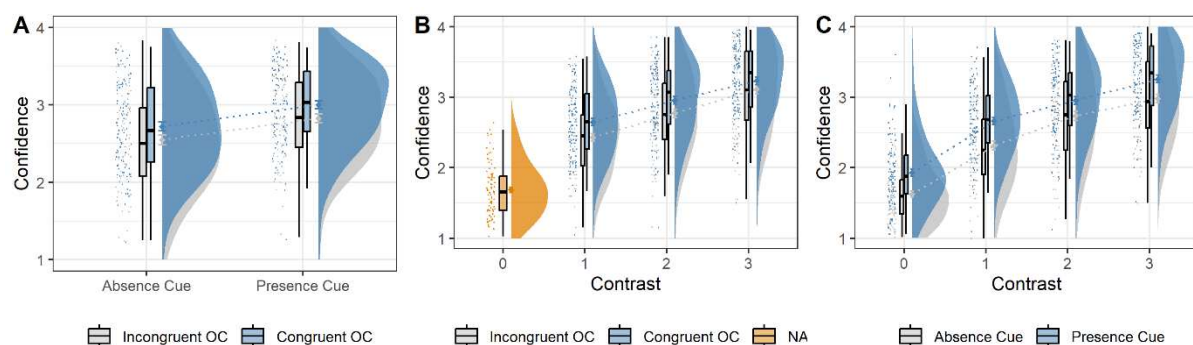 A
Confidence
4
3
2
1
Absence Cue
Presence Cue
Incongruent OC
Congruent OC
B
Confidence
4
3
2
1
0
1
2
3
Contrast
Incongruent OC
Congruent OC
NA
C
Confidence
4
3
2
1
0
1
2
3
Contrast
Absence Cue
Presence Cue